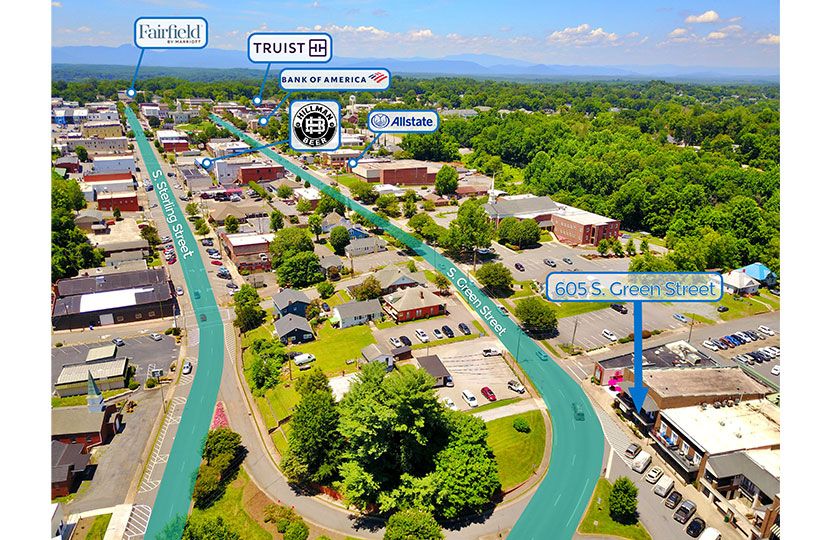 Fairfield
BY MARRIOTT
TRUIST
BANK OF AMERICA
HILLMAN
BEER
Allstate
S. Sterling Street
S. Green Street
605 S. Green Street